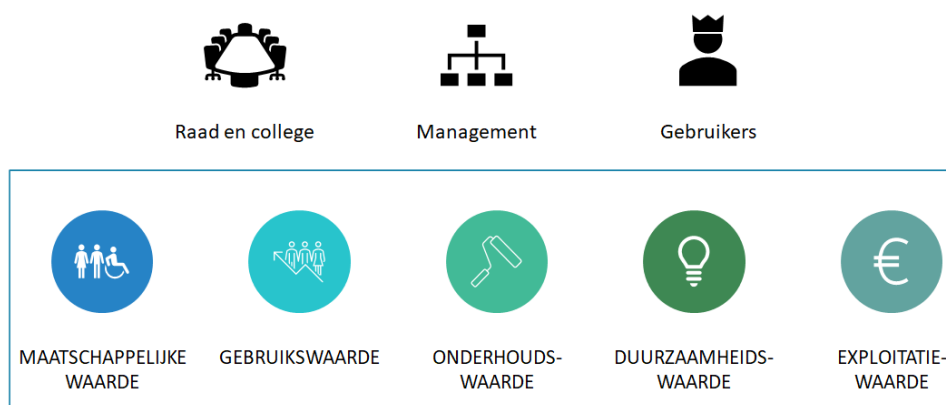 Raad en college
Management
Gebruikers
MAATSCHAPPELIJKE
WAARDE
GEBRUIKSWAARDE
ONDERHOUDS-
WAARDE
DUURZAAMHEIDS-
WAARDE
EXPLOITATIE-
WAARDE
€